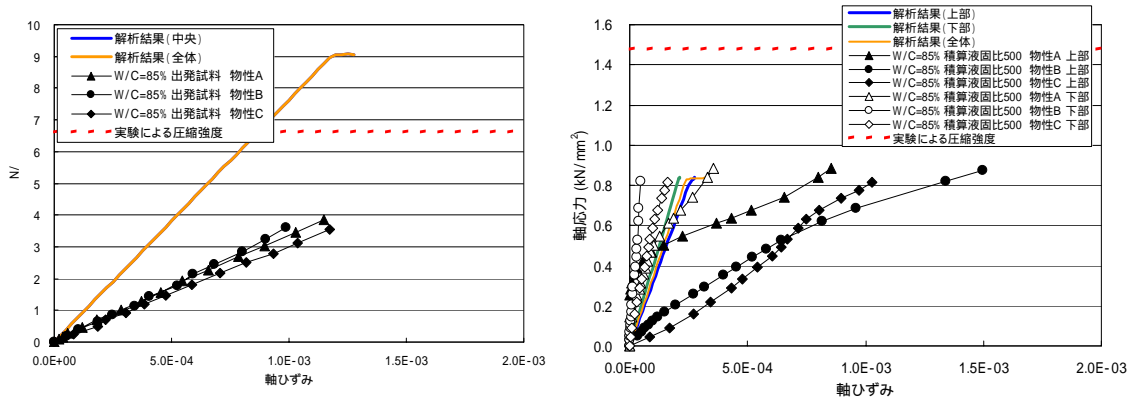 10
9
8
7
6
5
4
3
2
1
0
N/
解析結果(中央)
解析結果(全体)
W/C=85% 出発試料 物性A
W/C=85% 出発試料 物性B
W/C=85% 出発試料 物性C
実験による圧縮強度
0.0E+00 5.0E-04 1.0E-03 1.5E-03 2.0E-03
軸ひずみ
1.6
1.4
1.2
1.0
0.8
0.6
0.4
0.2
0.0
軸応力 (kN/mm²)
解析結果(上部)
解析結果(下部)
解析結果(全体)
W/C=85% 積算液固比500 物性A 上部
W/C=85% 積算液固比500 物性B 上部
W/C=85% 積算液固比500 物性C 上部
W/C=85% 積算液固比500 物性A 下部
W/C=85% 積算液固比500 物性B 下部
W/C=85% 積算液固比500 物性C 下部
実験による圧縮強度
0.0E+00 5.0E-04 1.0E-03 1.5E-03 2.0E-03
軸ひずみ